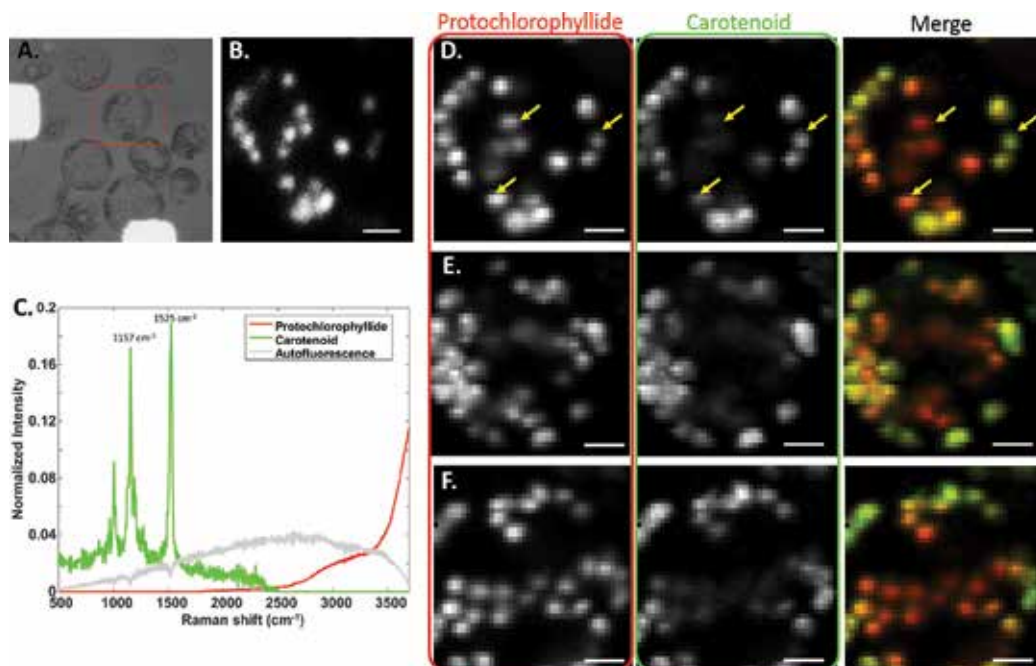 Protochlorophyllide
Carotenoid
Merge
A.
B.
D.
C.
0.2
0.16
0.12
0.08
0.04
0
Normalized Intensity
1157 cm⁻¹
1525 cm⁻¹
Protochlorophyllide
Carotenoid
Autofluorescence
500
1000
1500
2000
2500
3000
3500
Raman shift (cm⁻¹)
E.
F.